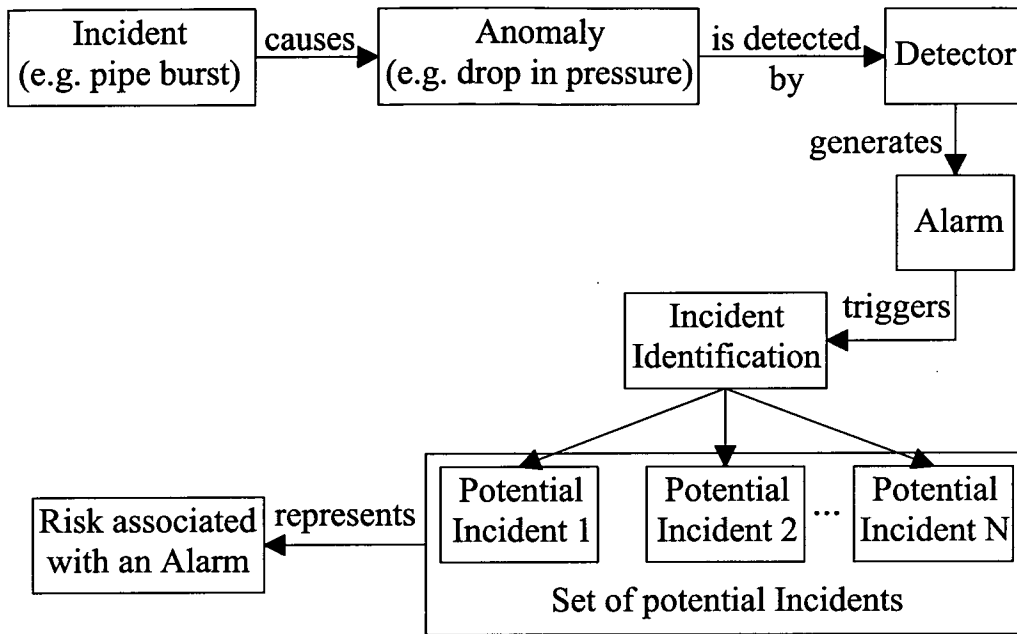 Incident
(e.g. pipe burst)
causes
Anomaly
(e.g. drop in pressure)
is detected
by
Detector
generates
Alarm
triggers
Incident
Identification
Potential
Incident 1
Potential
Incident 2
...
Potential
Incident N
Set of potential Incidents
represents
Risk associated
with an Alarm